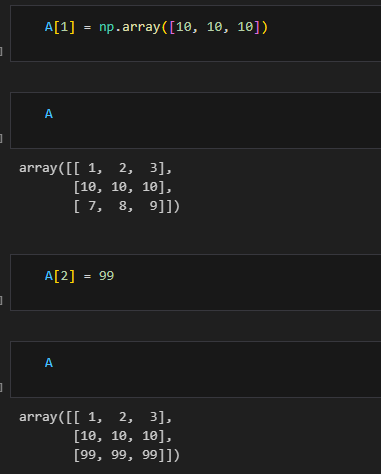 A[1] = np.array([10, 10, 10])
]
A
]
array([[ 1,  2,  3],
       [10, 10, 10],
       [ 7,  8,  9]])
A[2] = 99
]
A
]
array([[ 1,  2,  3],
       [10, 10, 10],
       [99, 99, 99]])